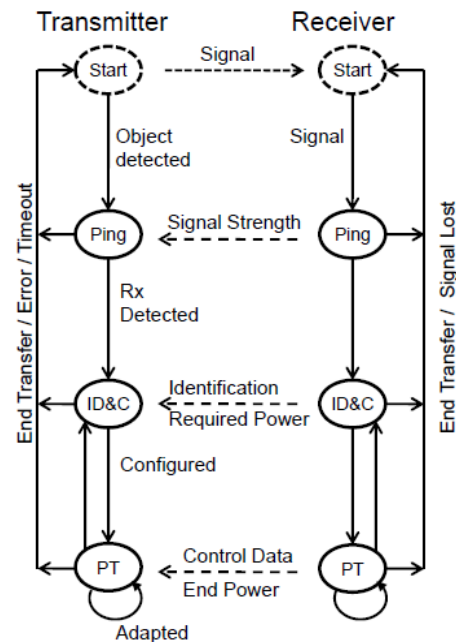 Transmitter
Receiver
Start
Signal
Start
Object
detected
Signal
Ping
Signal Strength
Ping
Rx
Detected
ID&C
Identification
Required Power
ID&C
Configured
PT
Control Data
End Power
PT
Adapted
End Transfer / Error / Timeout
End Transfer / Signal Lost